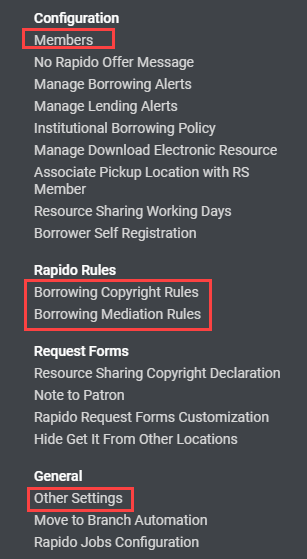 Configuration
Members
No Rapido Offer Message
Manage Borrowing Alerts
Manage Lending Alerts
Institutional Borrowing Policy
Manage Download Electronic Resource
Associate Pickup Location with RS
Member
Resource Sharing Working Days
Borrower Self Registration
Rapido Rules
Borrowing Copyright Rules
Borrowing Mediation Rules
Request Forms
Resource Sharing Copyright Declaration
Note to Patron
Rapido Request Forms Customization
Hide Get It From Other Locations
General
Other Settings
Move to Branch Automation
Rapido Jobs Configuration